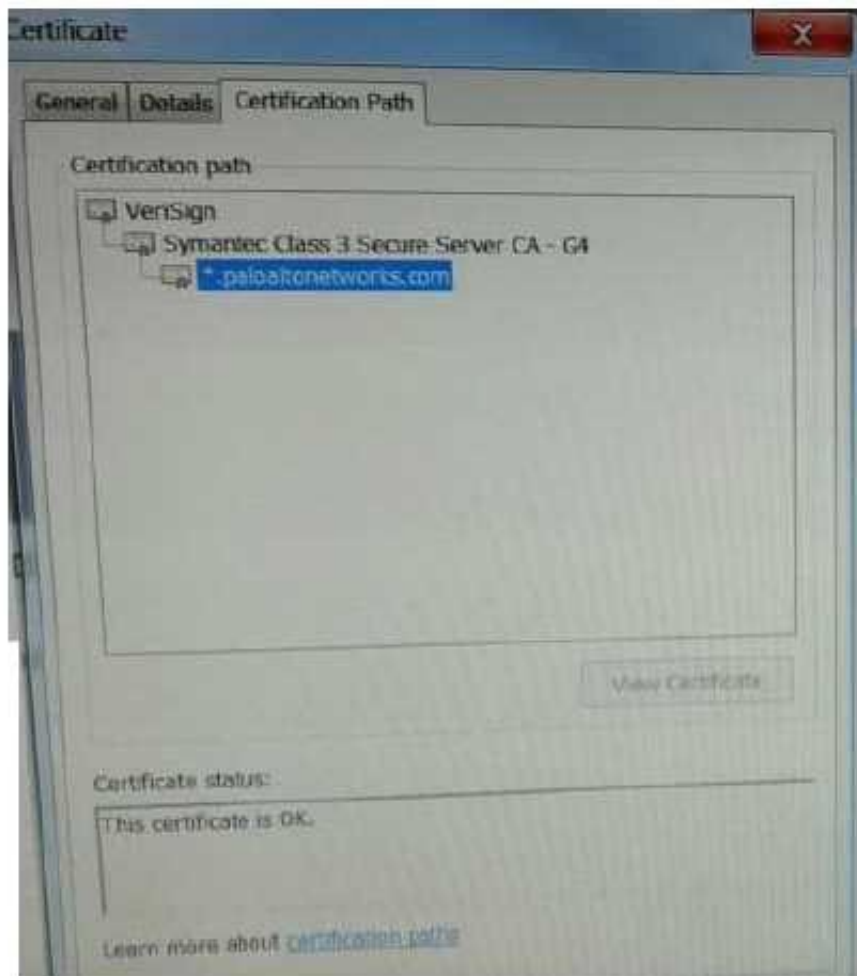 Certificate
General Details Certification Path
Certification path
VeriSign
Symantec Class 3 Secure Server CA - G4
*.paloaltonetworks.com
View Certificate
Certificate status:
This certificate is OK.
Learn more about certification paths